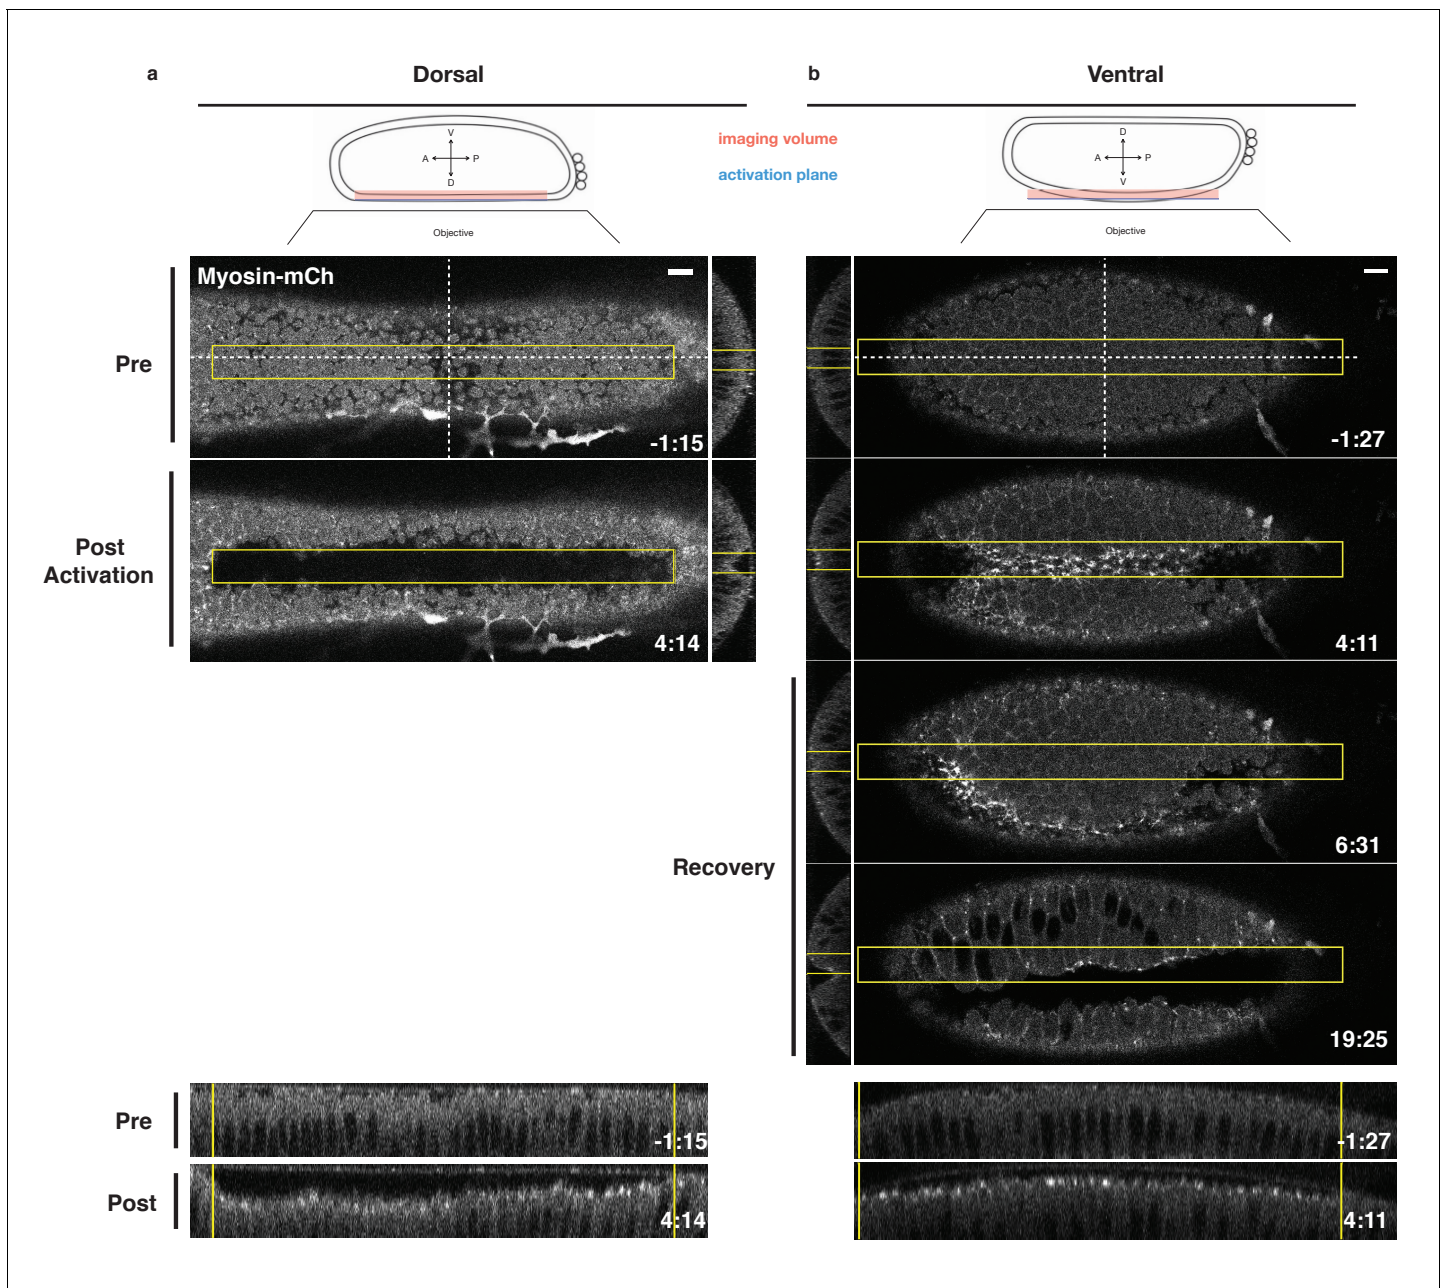 a
Dorsal
b
Ventral
V
A
P
D
imaging volume
activation plane
D
A
P
V
Objective
Objective
Myosin-mCh
Pre
-1:15
-1:27
Post
Activation
4:14
4:11
6:31
Recovery
19:25
Pre
-1:15
-1:27
Post
4:14
4:11